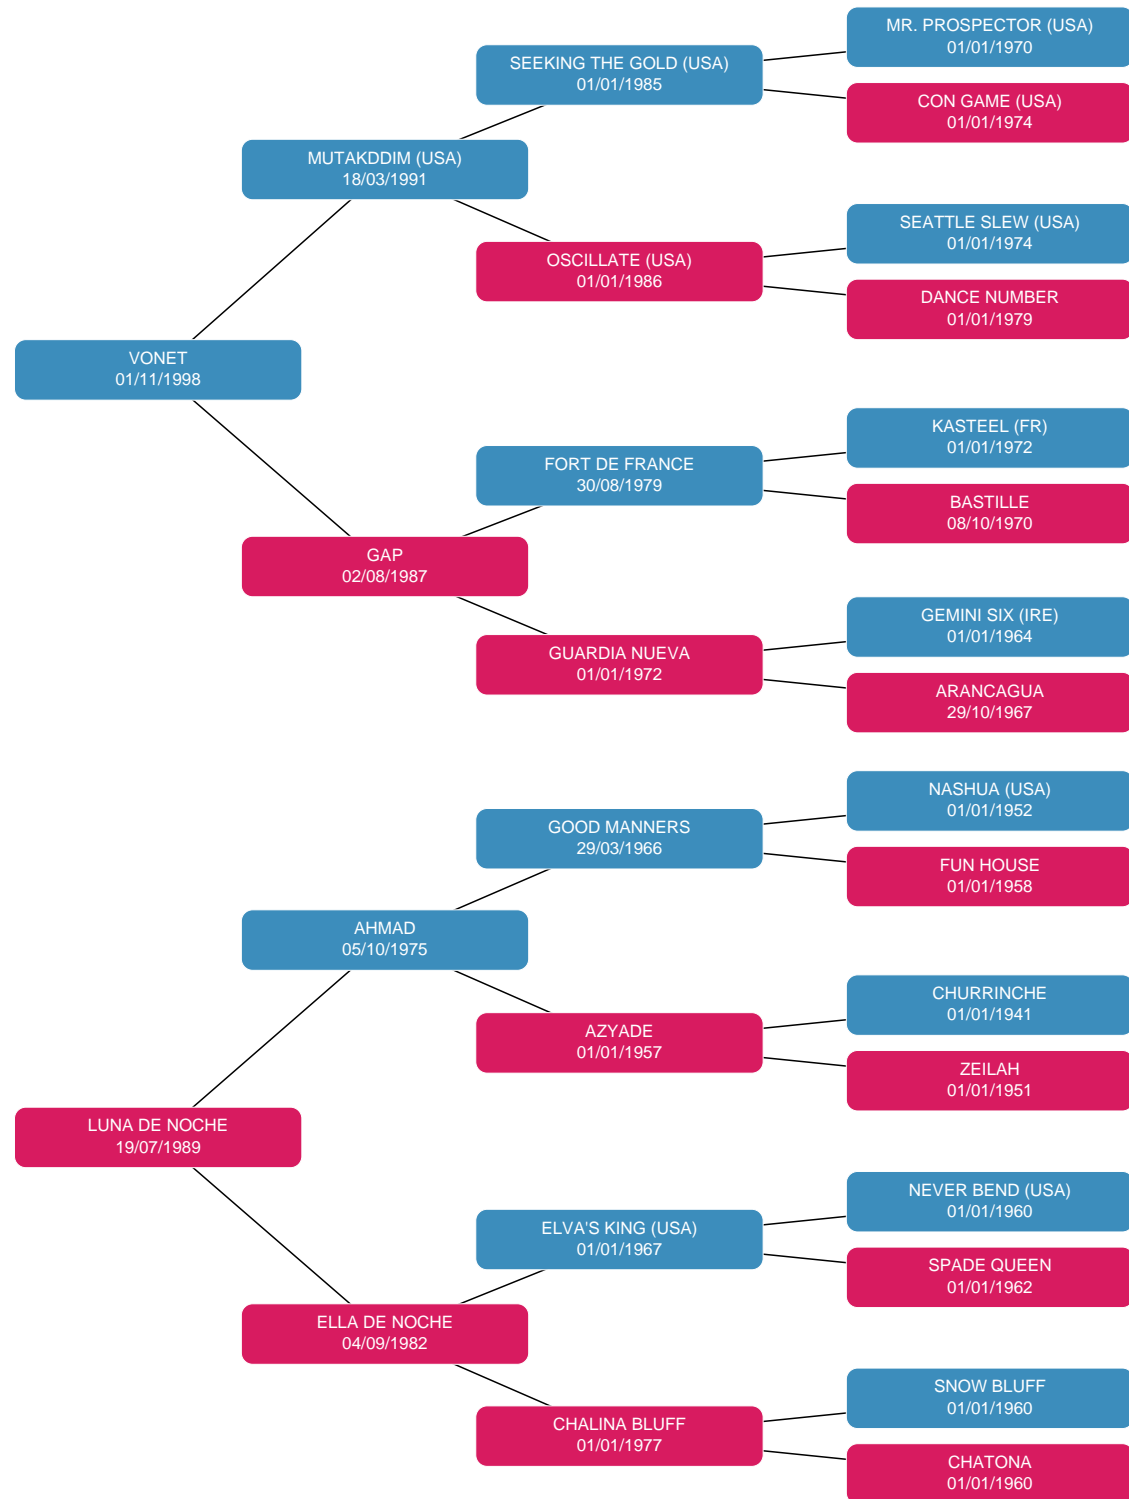 MR. PROSPECTOR (USA)
01/01/1970
SEEKING THE GOLD (USA)
01/01/1985
CON GAME (USA)
01/01/1974
MUTAKDDIM (USA)
18/03/1991
SEATTLE SLEW (USA)
01/01/1974
OSCILLATE (USA)
01/01/1986
DANCE NUMBER
01/01/1979
VONET
01/11/1998
KASTEEL (FR)
01/01/1972
FORT DE FRANCE
30/08/1979
BASTILLE
08/10/1970
GAP
02/08/1987
GEMINI SIX (IRE)
01/01/1964
GUARDIA NUEVA
01/01/1972
ARANCAGUA
29/10/1967
NASHUA (USA)
01/01/1952
GOOD MANNERS
29/03/1966
FUN HOUSE
01/01/1958
AHMAD
05/10/1975
CHURRINCHE
01/01/1941
AZYADE
01/01/1957
ZEILAH
01/01/1951
LUNA DE NOCHE
19/07/1989
NEVER BEND (USA)
01/01/1960
ELVA'S KING (USA)
01/01/1967
SPADE QUEEN
01/01/1962
ELLA DE NOCHE
04/09/1982
SNOW BLUFF
01/01/1960
CHALINA BLUFF
01/01/1977
CHATONA
01/01/1960